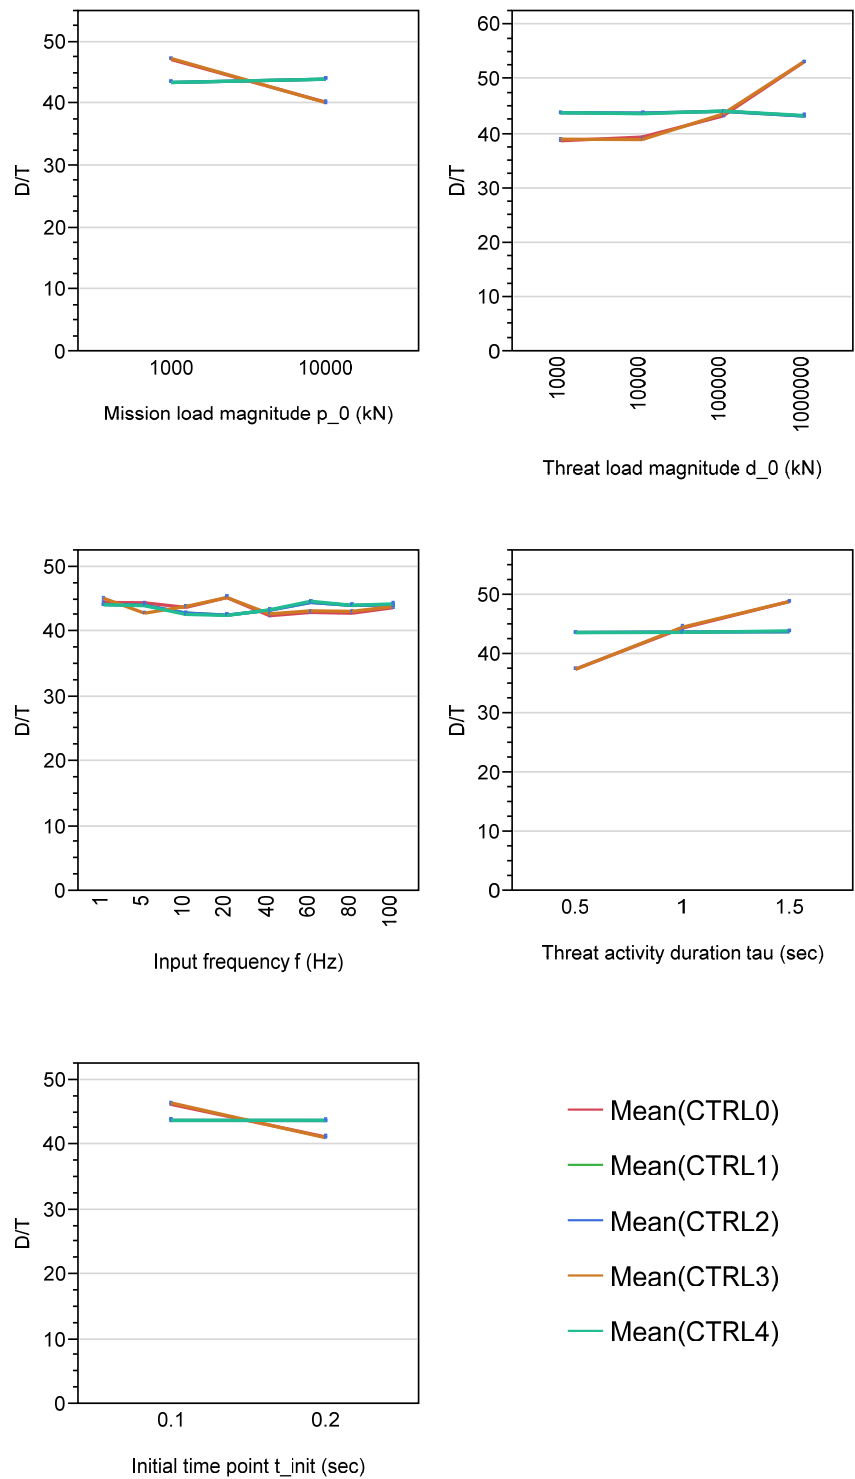 50
40
30
20
10
0
D/T
1000 10000
Mission load magnitude p_0 (kN)
60
50
40
30
20
10
0
D/T
1000 10000 100000 1000000
Threat load magnitude d_0 (kN)
50
40
30
20
10
0
D/T
1 5 10 20 40 60 80 100
Input frequency f (Hz)
50
40
30
20
10
0
D/T
0.5 1 1.5
Threat activity duration tau (sec)
50
40
30
20
10
0
D/T
0.1 0.2
Initial time point t_init (sec)
Mean(CTRL0)
Mean(CTRL1)
Mean(CTRL2)
Mean(CTRL3)
Mean(CTRL4)